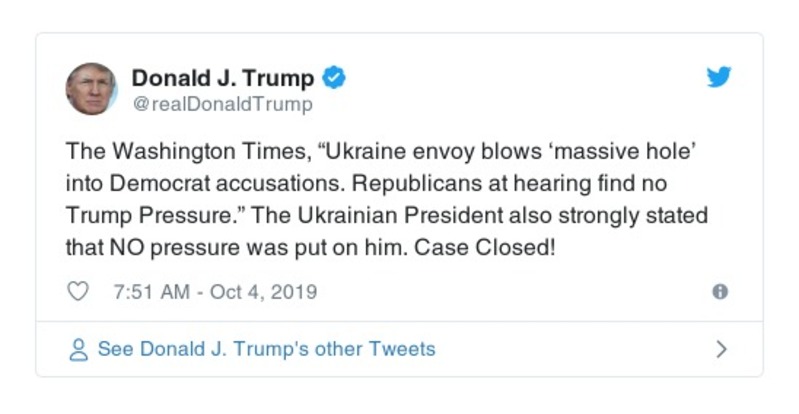 Donald J. Trump
@realDonaldTrump
The Washington Times, “Ukraine envoy blows ‘massive hole’
into Democrat accusations. Republicans at hearing find no
Trump Pressure.” The Ukrainian President also strongly stated
that NO pressure was put on him. Case Closed!
7:51 AM - Oct 4, 2019
See Donald J. Trump's other Tweets